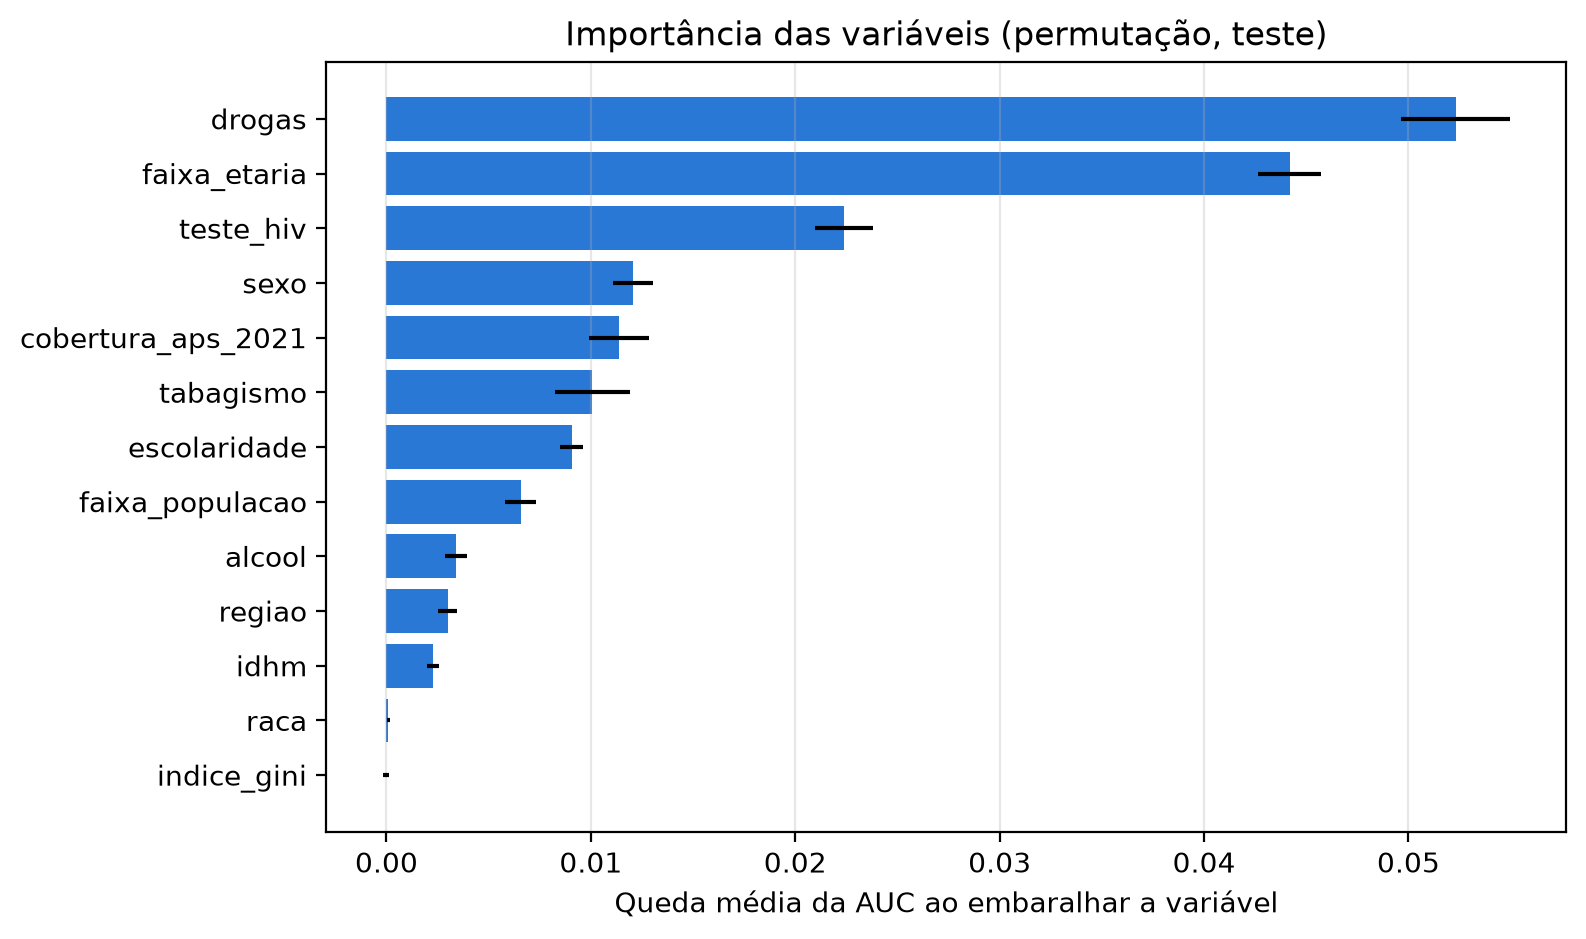 Importância das variáveis (permutação, teste)
drogas
faixa_etaria
teste_hiv
sexo
cobertura_aps_2021
tabagismo
escolaridade
faixa_populacao
alcool
regiao
idhm
raca
indice_gini
0.00 0.01 0.02 0.03 0.04 0.05
Queda média da AUC ao embaralhar a variável